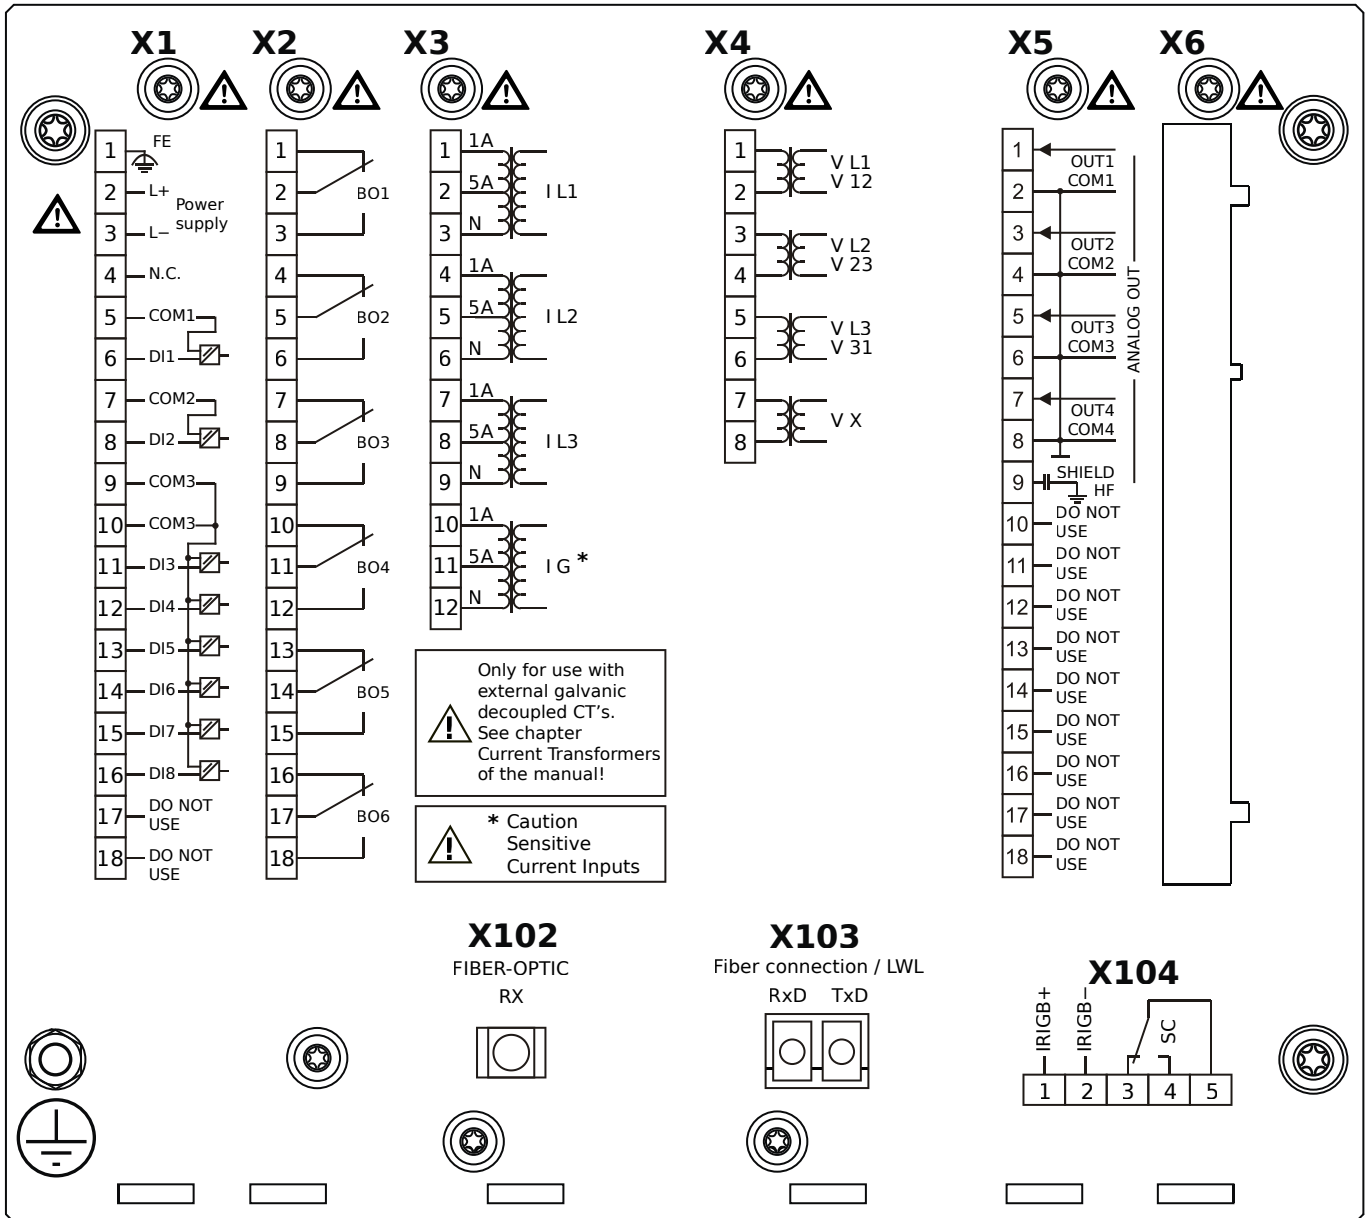 X1
X2
X3
X4
X5
X6
1
FE
2
L+
Power
supply
3
L−
4
N.C.
5
COM1
6
DI1
7
COM2
8
DI2
9
COM3
10
COM3
11
DI3
12
DI4
13
DI5
14
DI6
15
DI7
16
DI8
17
DO NOT
USE
18
DO NOT
USE
1
2
BO1
3
4
5
BO2
6
7
8
BO3
9
10
11
BO4
12
13
14
BO5
15
16
17
BO6
18
1
1A
2
5A
I L1
3
N
4
1A
5
5A
I L2
6
N
7
1A
8
5A
I L3
9
N
10
1A
11
5A
I G *
12
N
Only for use with
external galvanic
decoupled CT's.
See chapter
Current Transformers
of the manual!
* Caution
Sensitive
Current Inputs
1
2
V L1
V 12
3
4
V L2
V 23
5
6
V L3
V 31
7
8
V X
1
OUT1
2
COM1
3
OUT2
4
COM2
5
OUT3
6
COM3
7
OUT4
8
COM4
ANALOG OUT
9
SHIELD
HF
10
DO NOT
USE
11
DO NOT
USE
12
DO NOT
USE
13
DO NOT
USE
14
DO NOT
USE
15
DO NOT
USE
16
DO NOT
USE
17
DO NOT
USE
18
DO NOT
USE
X102
FIBER-OPTIC
RX
X103
Fiber connection / LWL
RxD TxD
X104
IRIGB+
IRIGB−
SC
1 2 3 4 5